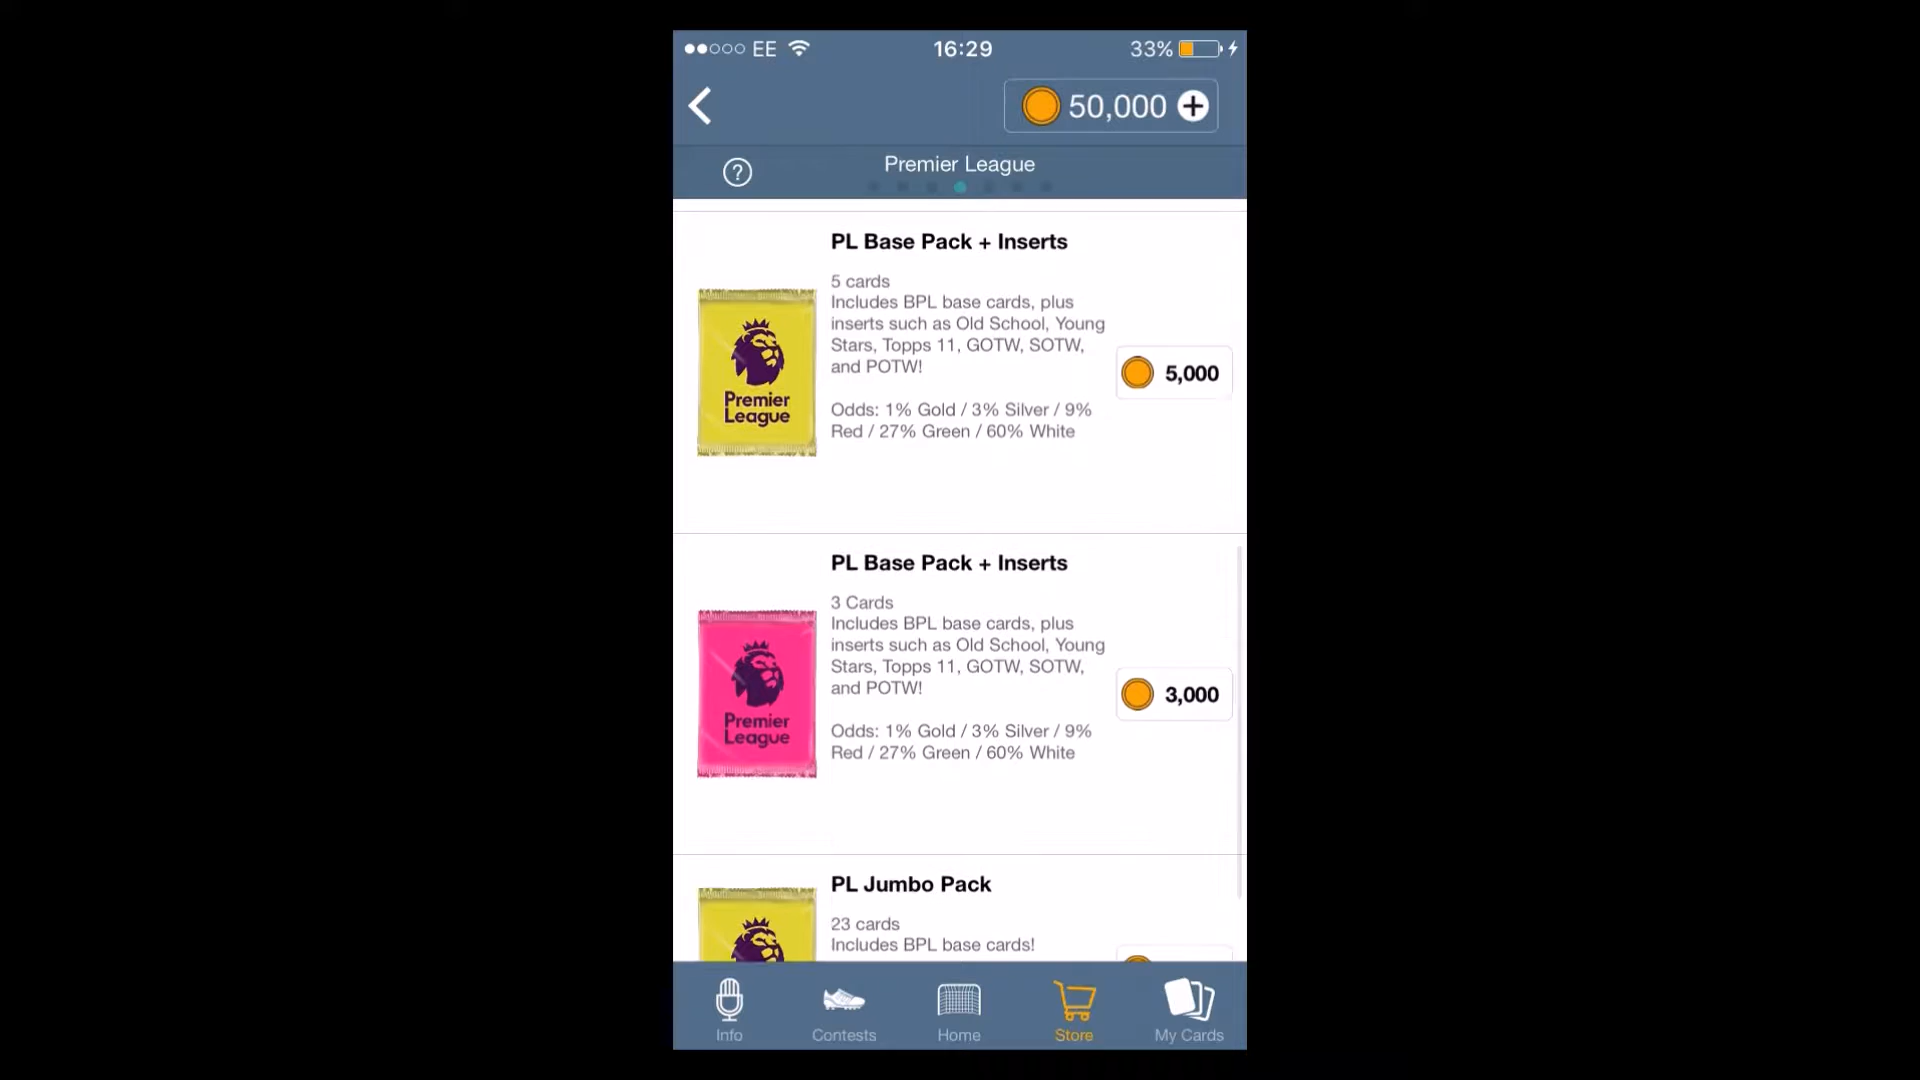 EE 16:29 33%
50,000
Premier League
PL Base Pack + Inserts
5 cards
Includes BPL base cards, plus
inserts such as Old School, Young
Stars, Topps 11, GOTW, SOTW,
and POTW!
Odds: 1% Gold / 3% Silver / 9%
Red / 27% Green / 60% White
Premier
League
5,000
PL Base Pack + Inserts
3 Cards
Includes BPL base cards, plus
inserts such as Old School, Young
Stars, Topps 11, GOTW, SOTW,
and POTW!
Odds: 1% Gold / 3% Silver / 9%
Red / 27% Green / 60% White
Premier
League
3,000
PL Jumbo Pack
23 cards
Includes BPL base cards!
Info Contests Home Store My Cards